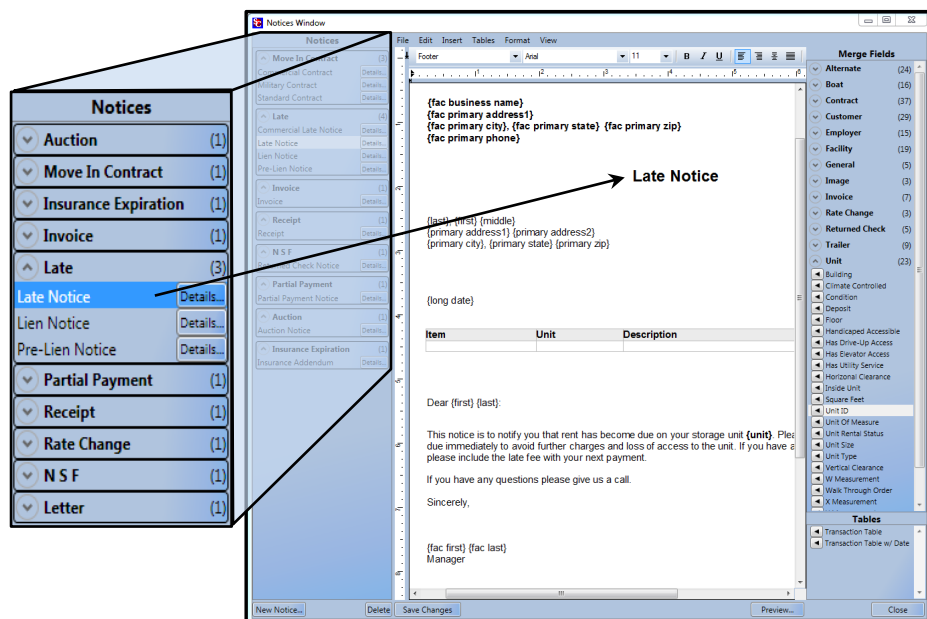 Notices Window
Notices
Auction (1)
Move In Contract (1)
Insurance Expiration (1)
Invoice (1)
Late (3)
Late Notice Details...
Lien Notice Details...
Pre-Lien Notice Details...
Partial Payment (1)
Receipt (1)
Rate Change (1)
N S F (1)
Letter (1)
Notices
Move In Contract (3)
Commercial Contract Details...
Military Contract Details...
Standard Contract Details...
Late (4)
Commercial Late Notice Details...
Late Notice Details...
Lien Notice Details...
Pre-Lien Notice Details...
Invoice (1)
Invoice Details...
Receipt (1)
Receipt Details...
N S F (1)
Returned Check Notice Details...
Partial Payment (1)
Partial Payment Notice Details...
Auction (1)
Auction Notice Details...
Insurance Expiration (1)
Insurance Addendum Details...
New Notice... Delete
File Edit Insert Tables Format View
Footer Arial 11 B I U
{fac business name}
{fac primary address1}
{fac primary city}, {fac primary state} {fac primary zip}
{fac primary phone}
Late Notice
{last}, {first} {middle}
{primary address1} {primary address2}
{primary city}, {primary state} {primary zip}
{long date}
Item Unit Description
Dear {first} {last}:
This notice is to notify you that rent has become due on your storage unit {unit}. Plea
due immediately to avoid further charges and loss of access to the unit. If you have a
please include the late fee with your next payment.
If you have any questions please give us a call.
Sincerely,
{fac first} {fac last}
Manager
Save Changes Preview... Close
Merge Fields
Alternate (24)
Boat (16)
Contract (37)
Customer (29)
Employer (15)
Facility (19)
General (5)
Image (3)
Invoice (7)
Rate Change (3)
Returned Check (5)
Trailer (9)
Unit (23)
Building
Climate Controlled
Condition
Deposit
Floor
Handicaped Accessible
Has Drive-Up Access
Has Elevator Access
Has Utility Service
Horizonal Clearance
Inside Unit
Square Feet
Unit ID
Unit Of Measure
Unit Rental Status
Unit Size
Unit Type
Vertical Clearance
W Measurement
Walk Through Order
X Measurement
Tables
Transaction Table
Transaction Table w/ Date